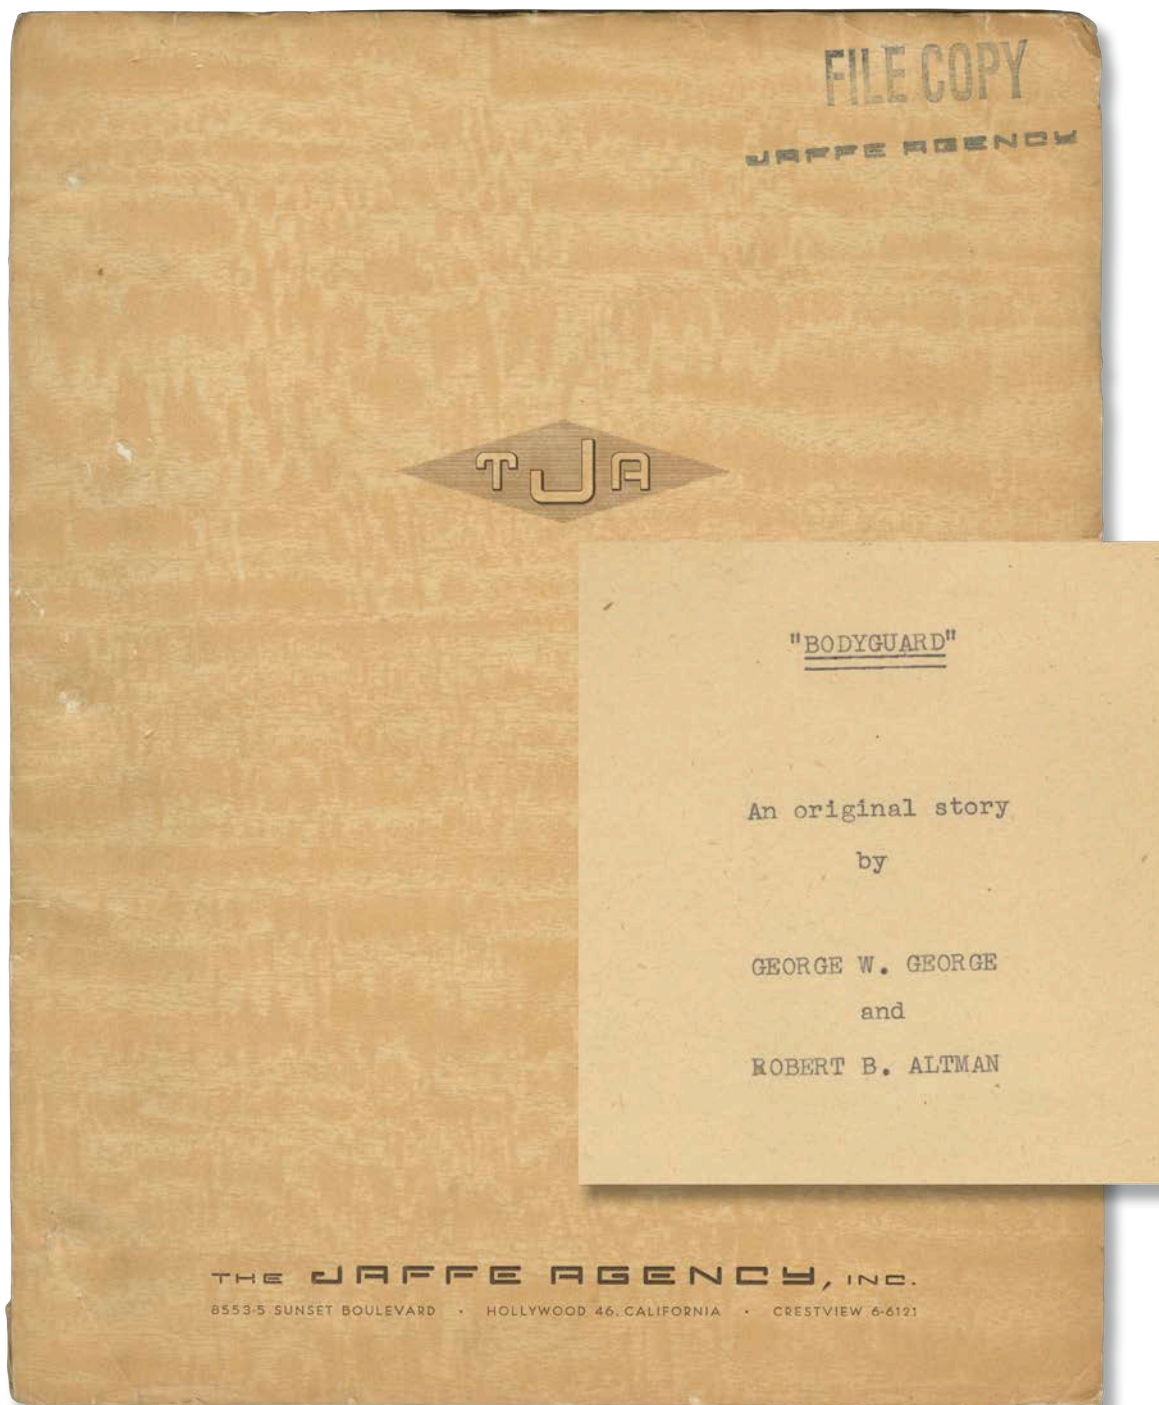 FILE COPY
JAFFE AGENCY
TJA
"BODYGUARD"
An original story
by
GEORGE W. GEORGE
and
ROBERT B. ALTMAN
THE JAFFE AGENCY, INC.
8553-5 SUNSET BOULEVARD • HOLLYWOOD 46, CALIFORNIA • CRESTVIEW 6-6121